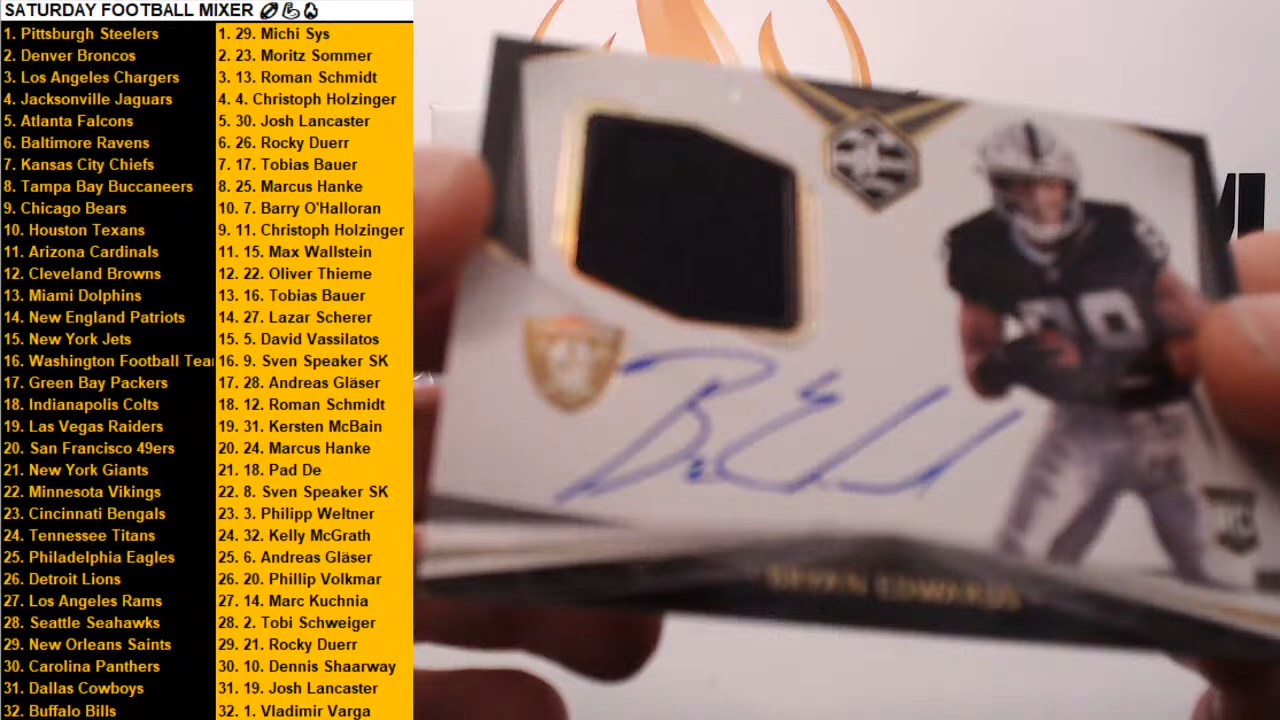 SATURDAY FOOTBALL MIXER 🏈💪🔥
1. Pittsburgh Steelers 1. 29. Michi Sys
2. Denver Broncos 2. 23. Moritz Sommer
3. Los Angeles Chargers 3. 13. Roman Schmidt
4. Jacksonville Jaguars 4. 4. Christoph Holzinger
5. Atlanta Falcons 5. 30. Josh Lancaster
6. Baltimore Ravens 6. 26. Rocky Duerr
7. Kansas City Chiefs 7. 17. Tobias Bauer
8. Tampa Bay Buccaneers 8. 25. Marcus Hanke
9. Chicago Bears 10. 7. Barry O'Halloran
10. Houston Texans 9. 11. Christoph Holzinger
11. Arizona Cardinals 11. 15. Max Wallstein
12. Cleveland Browns 12. 22. Oliver Thieme
13. Miami Dolphins 13. 16. Tobias Bauer
14. New England Patriots 14. 27. Lazar Scherer
15. New York Jets 15. 5. David Vassilatos
16. Washington Football Tea 16. 9. Sven Speaker SK
17. Green Bay Packers 17. 28. Andreas Gläser
18. Indianapolis Colts 18. 12. Roman Schmidt
19. Las Vegas Raiders 19. 31. Kersten McBain
20. San Francisco 49ers 20. 24. Marcus Hanke
21. New York Giants 21. 18. Pad De
22. Minnesota Vikings 22. 8. Sven Speaker SK
23. Cincinnati Bengals 23. 3. Philipp Weltner
24. Tennessee Titans 24. 32. Kelly McGrath
25. Philadelphia Eagles 25. 6. Andreas Gläser
26. Detroit Lions 26. 20. Phillip Volkmar
27. Los Angeles Rams 27. 14. Marc Kuchnia
28. Seattle Seahawks 28. 2. Tobi Schweiger
29. New Orleans Saints 29. 21. Rocky Duerr
30. Carolina Panthers 30. 10. Dennis Shaarway
31. Dallas Cowboys 31. 19. Josh Lancaster
32. Buffalo Bills 32. 1. Vladimir Varga
BRYAN EDWARDS